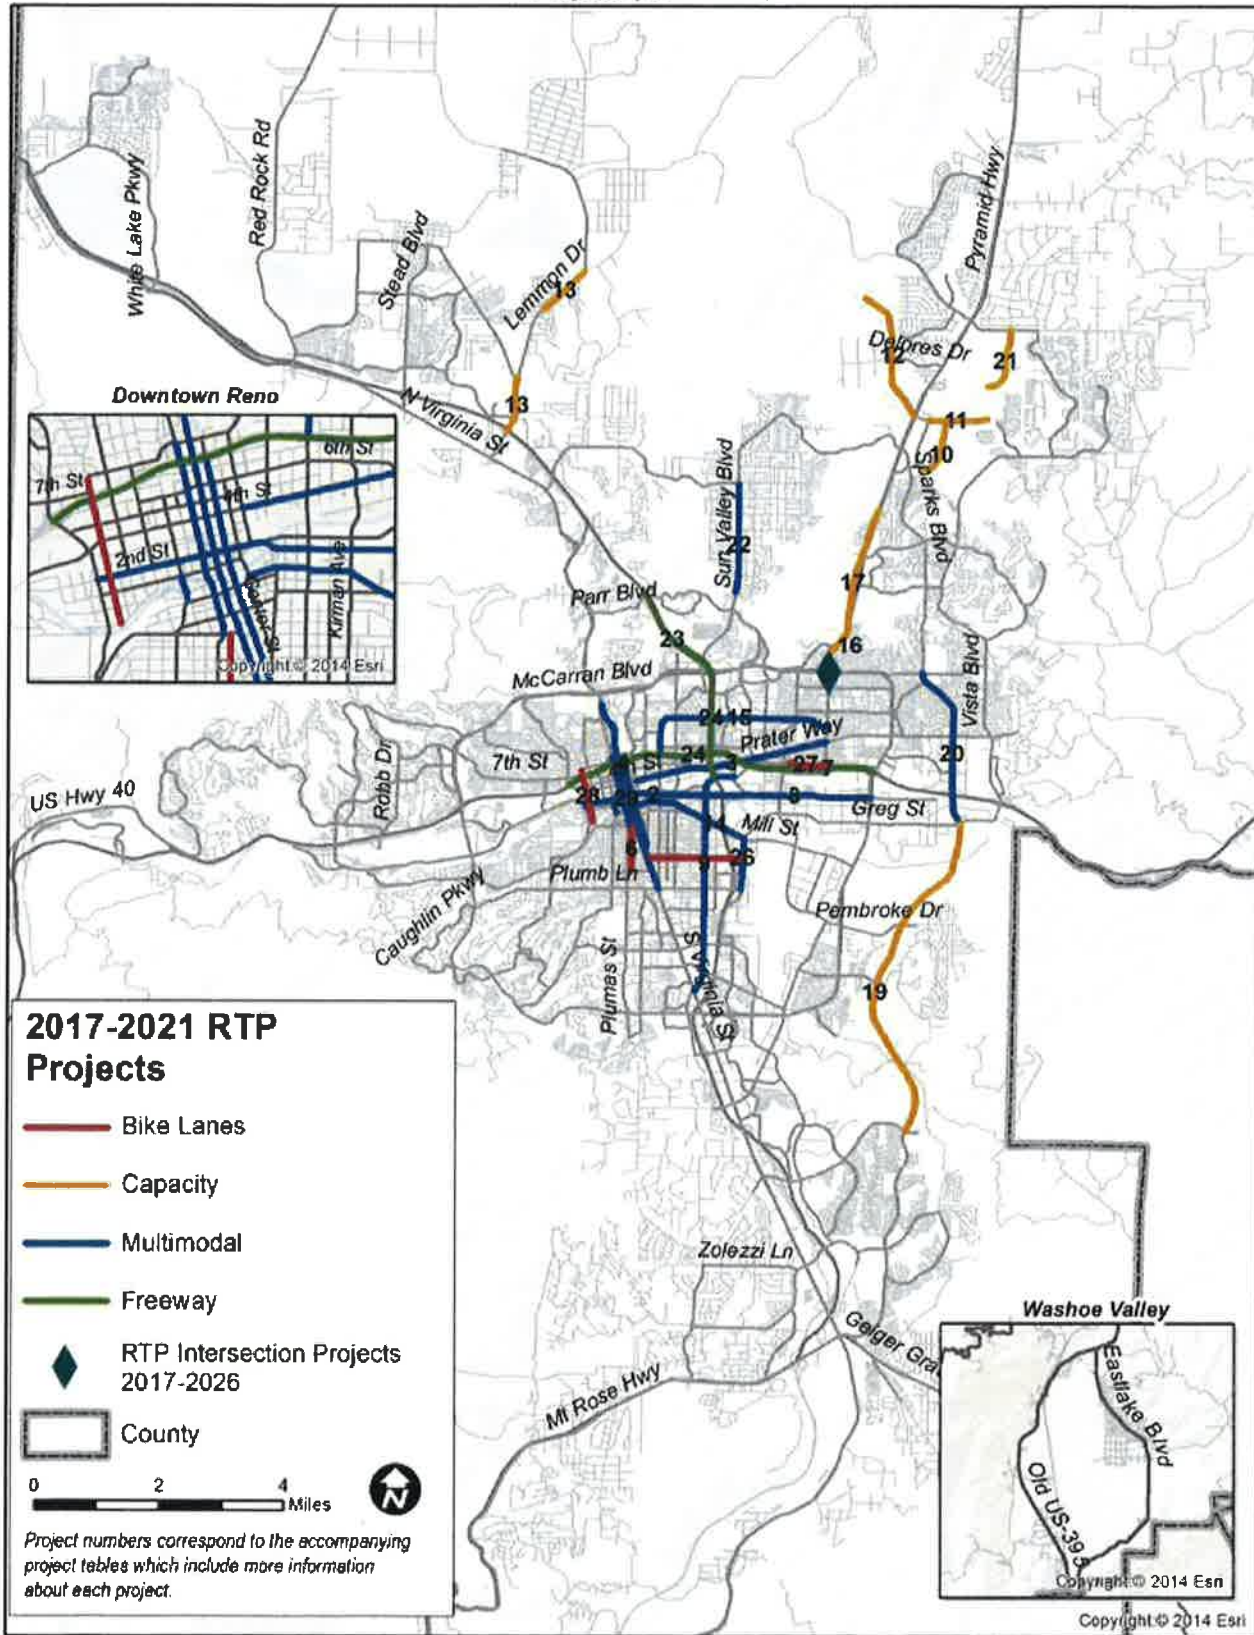 Red Rock Rd
White Lake Pkwy
Stead Blvd
Lemmon Dr
13
Pyramid Hwy
Delores Dr
12
21
11
10
Sparks Blvd
13
N Virginia St
Downtown Reno
7th St
6th St
4th St
2nd St
Center St
Kirman Ave
Copyright © 2014 Esri
Sun Valley Blvd
22
17
16
Parr Blvd
23
McCarran Blvd
Vista Blvd
24
15
Prater Way
20
7th St
24
3
27
7
US Hwy 40
Robb Dr
28
2
8
Greg St
14
Mill St
6
9
26
Plumb Ln
Caughlin Pkwy
Pembroke Dr
Plumas St
19
2017-2021 RTP
Projects
Bike Lanes
Capacity
Multimodal
Freeway
RTP Intersection Projects
2017-2026
County
0 2 4
Miles
N
Project numbers correspond to the accompanying
project tables which include more information
about each project.
Zolezzi Ln
Mt Rose Hwy
Geiger Gra
Washoe Valley
Eastlake Blvd
Old US-395
Copyright © 2014 Esri
Copyright © 2014 Esri